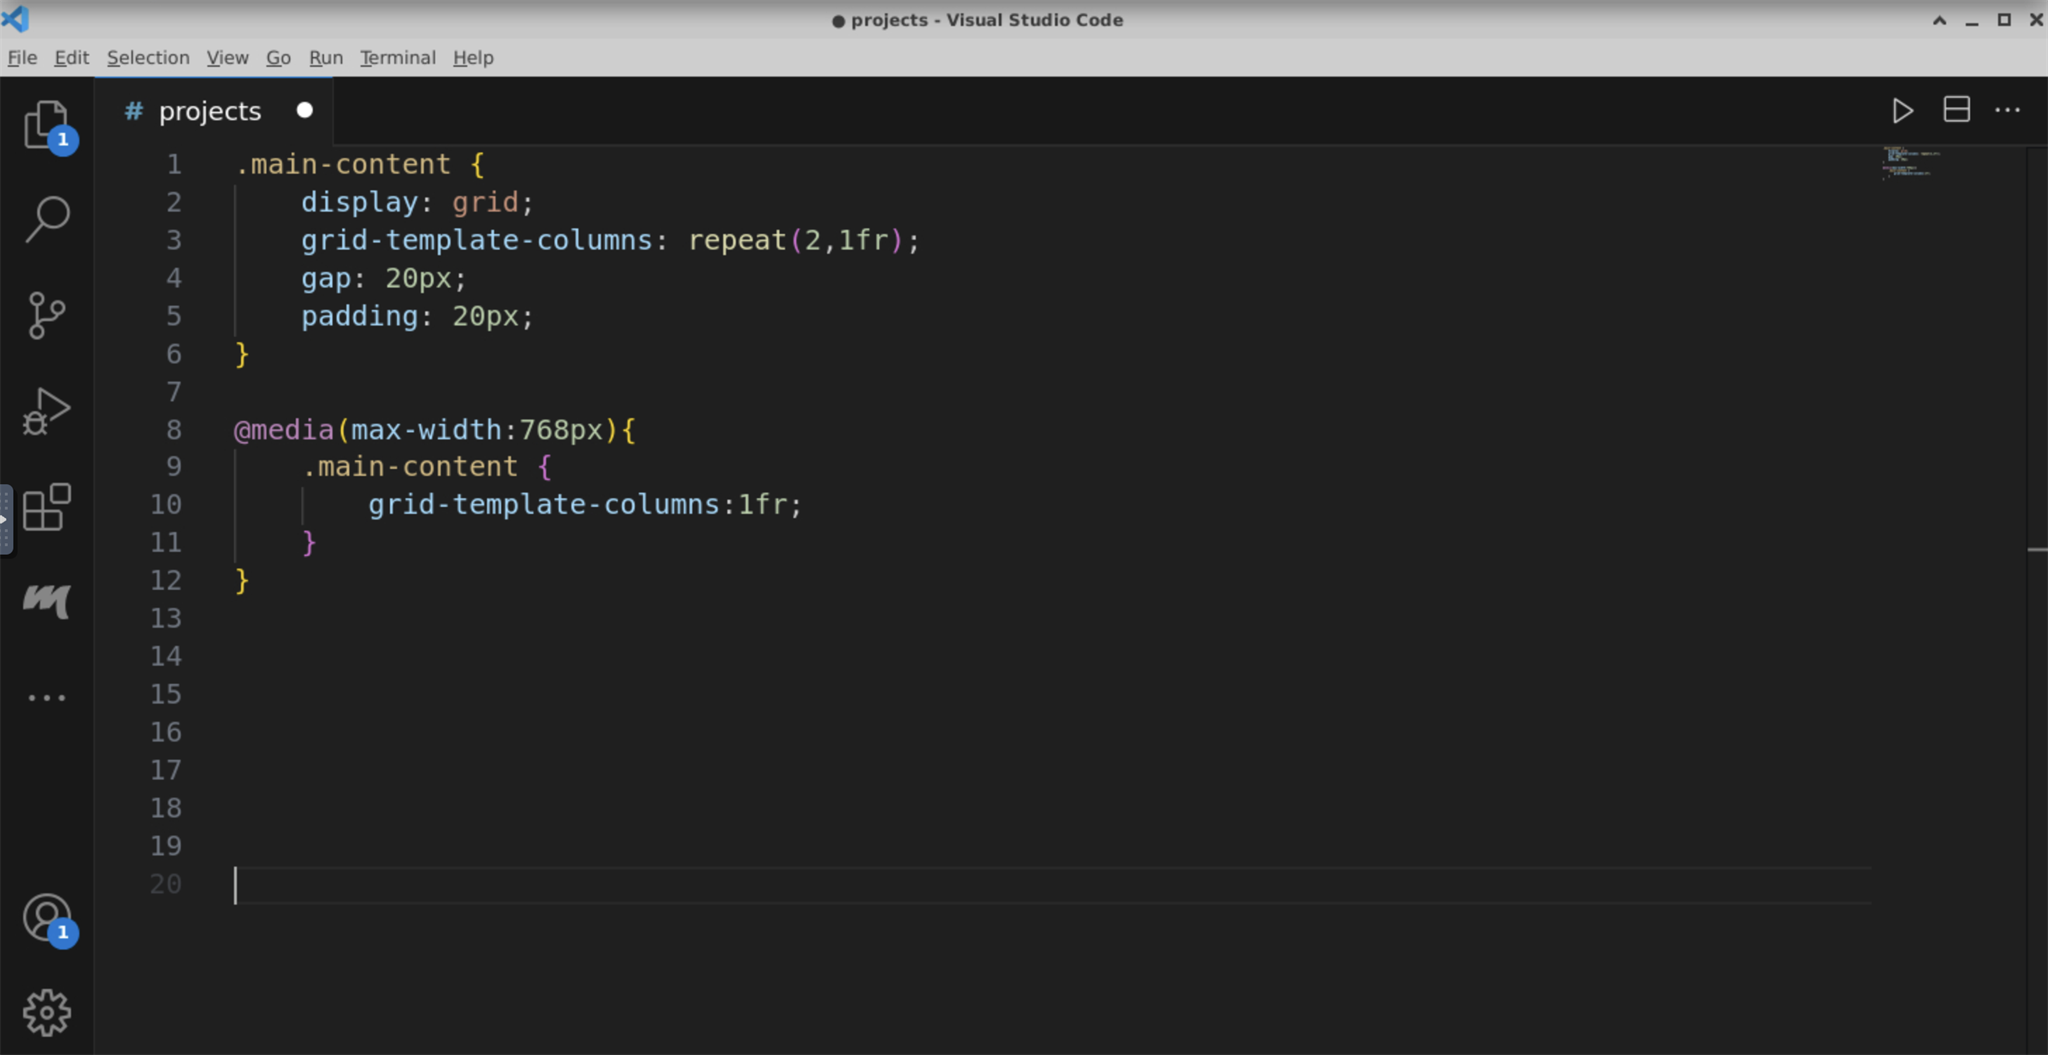 ● projects - Visual Studio Code
File Edit Selection View Go Run Terminal Help
# projects ●
1 .main-content {
2     display: grid;
3     grid-template-columns: repeat(2,1fr);
4     gap: 20px;
5     padding: 20px;
6 }
7
8 @media(max-width:768px){
9     .main-content {
10         grid-template-columns:1fr;
11     }
12 }
13
14
15
16
17
18
19
20
1
1